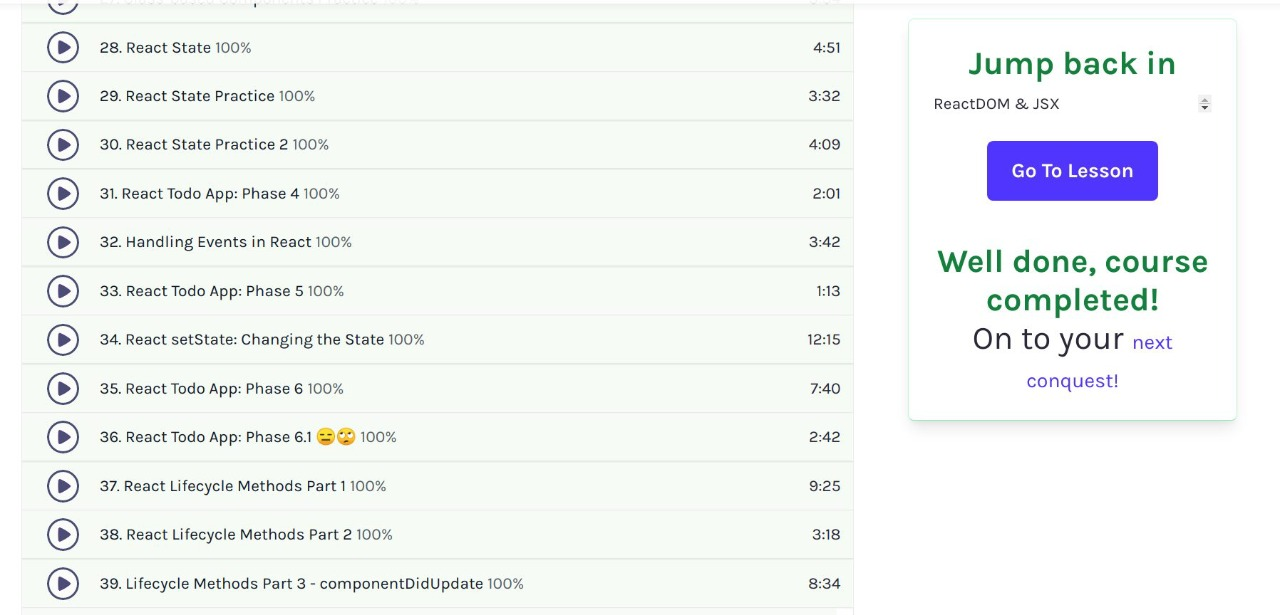 28. React State 100% 4:51
29. React State Practice 100% 3:32
30. React State Practice 2 100% 4:09
31. React Todo App: Phase 4 100% 2:01
32. Handling Events in React 100% 3:42
33. React Todo App: Phase 5 100% 1:13
34. React setState: Changing the State 100% 12:15
35. React Todo App: Phase 6 100% 7:40
36. React Todo App: Phase 6.1 😑🙄 100% 2:42
37. React Lifecycle Methods Part 1 100% 9:25
38. React Lifecycle Methods Part 2 100% 3:18
39. Lifecycle Methods Part 3 - componentDidUpdate 100% 8:34
Jump back in
ReactDOM & JSX
Go To Lesson
Well done, course
completed!
On to your next
conquest!